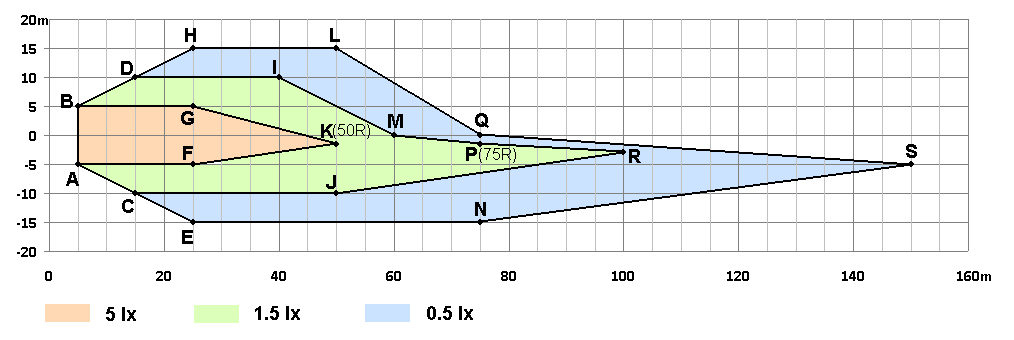 20m
H L
15
D I
10
B G
5
K(50R) M Q
0
F P(75R) R S
-5
A J
-10
C N
-15
E
-20
0 20 40 60 80 100 120 140 160m
5 lx 1.5 lx 0.5 lx